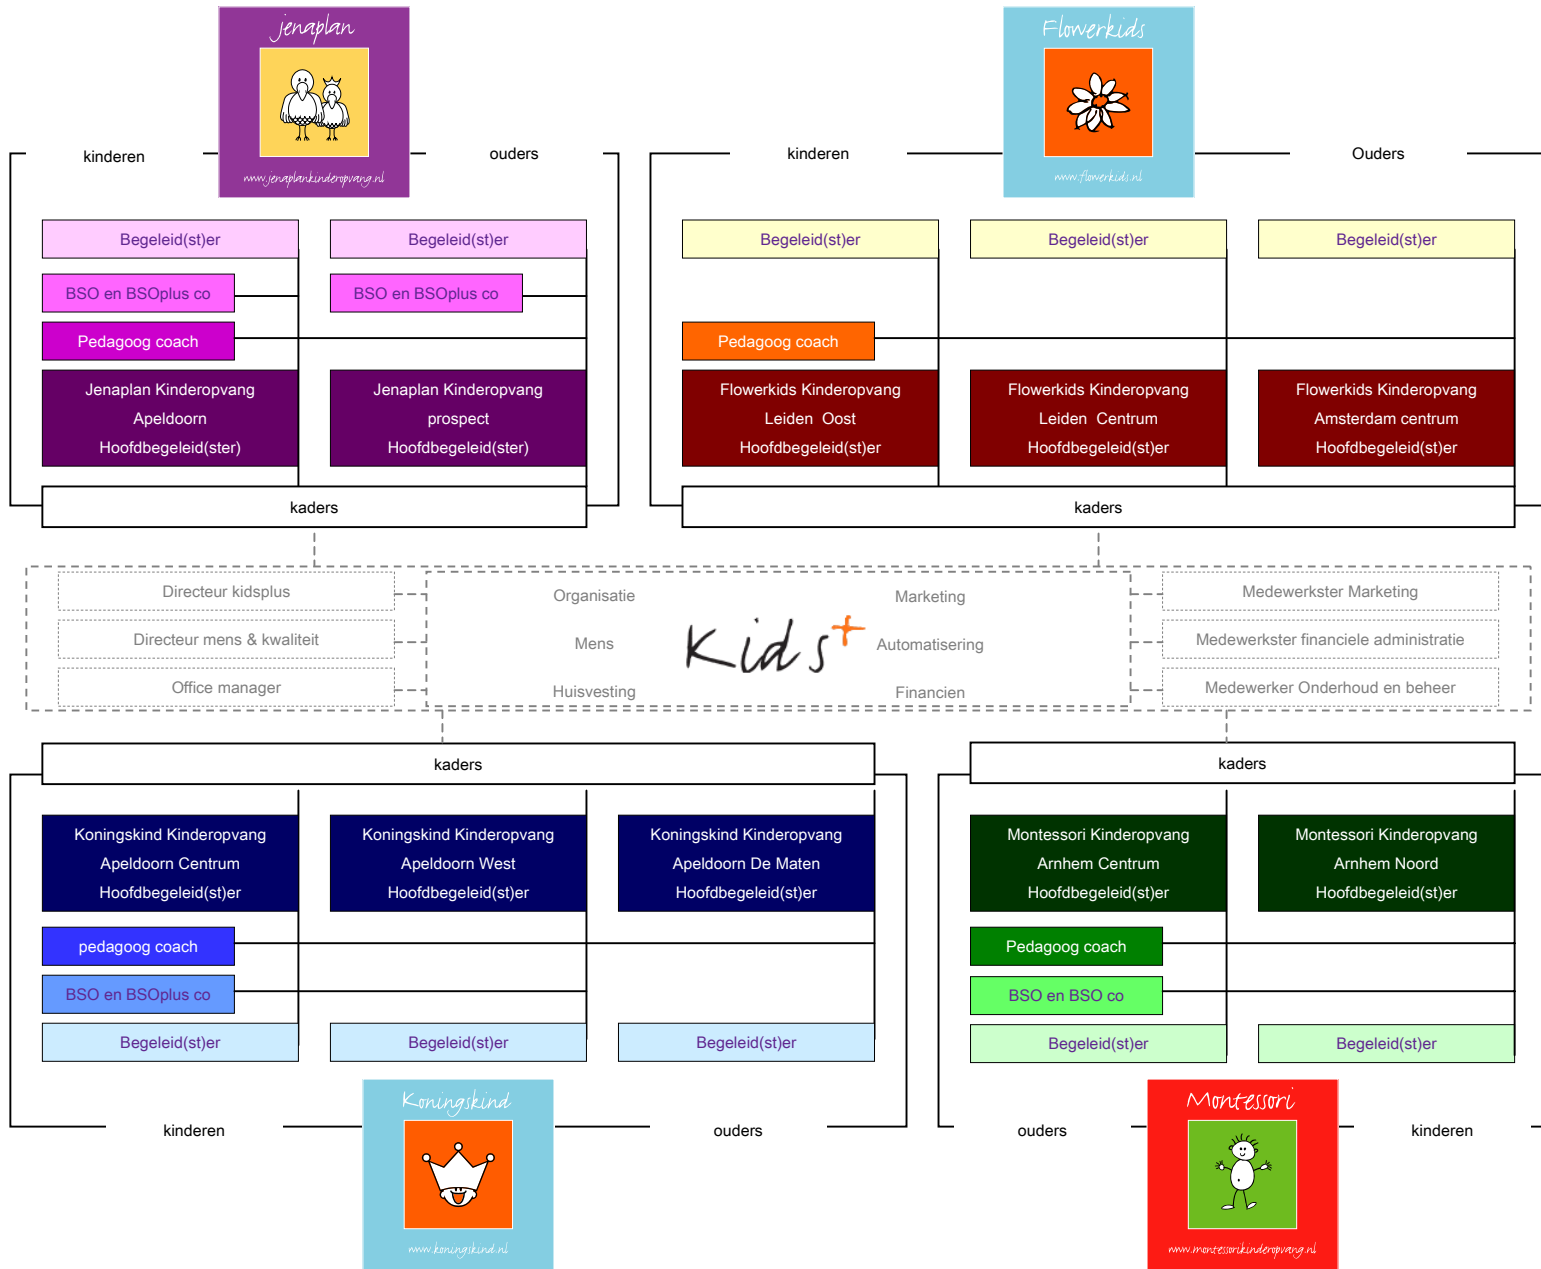 jenaplan
www.jenaplankinderopvang.nl
Flowerkids
www.flowerkids.nl
kinderen
ouders
kinderen
Ouders
Begeleid(st)er
Begeleid(st)er
Begeleid(st)er
Begeleid(st)er
Begeleid(st)er
BSO en BSOplus co
BSO en BSOplus co
Pedagoog coach
Pedagoog coach
Jenaplan Kinderopvang
Apeldoorn
Hoofdbegeleid(ster)
Jenaplan Kinderopvang
prospect
Hoofdbegeleid(ster)
Flowerkids Kinderopvang
Leiden Oost
Hoofdbegeleid(st)er
Flowerkids Kinderopvang
Leiden Centrum
Hoofdbegeleid(st)er
Flowerkids Kinderopvang
Amsterdam centrum
Hoofdbegeleid(st)er
kaders
kaders
Directeur kidsplus
Directeur mens & kwaliteit
Office manager
Organisatie
Mens
Huisvesting
Kids+
Marketing
Automatisering
Financien
Medewerkster Marketing
Medewerkster financiele administratie
Medewerker Onderhoud en beheer
kaders
kaders
Koningskind Kinderopvang
Apeldoorn Centrum
Hoofdbegeleid(st)er
Koningskind Kinderopvang
Apeldoorn West
Hoofdbegeleid(st)er
Koningskind Kinderopvang
Apeldoorn De Maten
Hoofdbegeleid(st)er
Montessori Kinderopvang
Arnhem Centrum
Hoofdbegeleid(st)er
Montessori Kinderopvang
Arnhem Noord
Hoofdbegeleid(st)er
pedagoog coach
Pedagoog coach
BSO en BSOplus co
BSO en BSO co
Begeleid(st)er
Begeleid(st)er
Begeleid(st)er
Begeleid(st)er
Begeleid(st)er
kinderen
ouders
ouders
kinderen
Koningskind
www.koningskind.nl
Montessori
www.montessorikinderopvang.nl